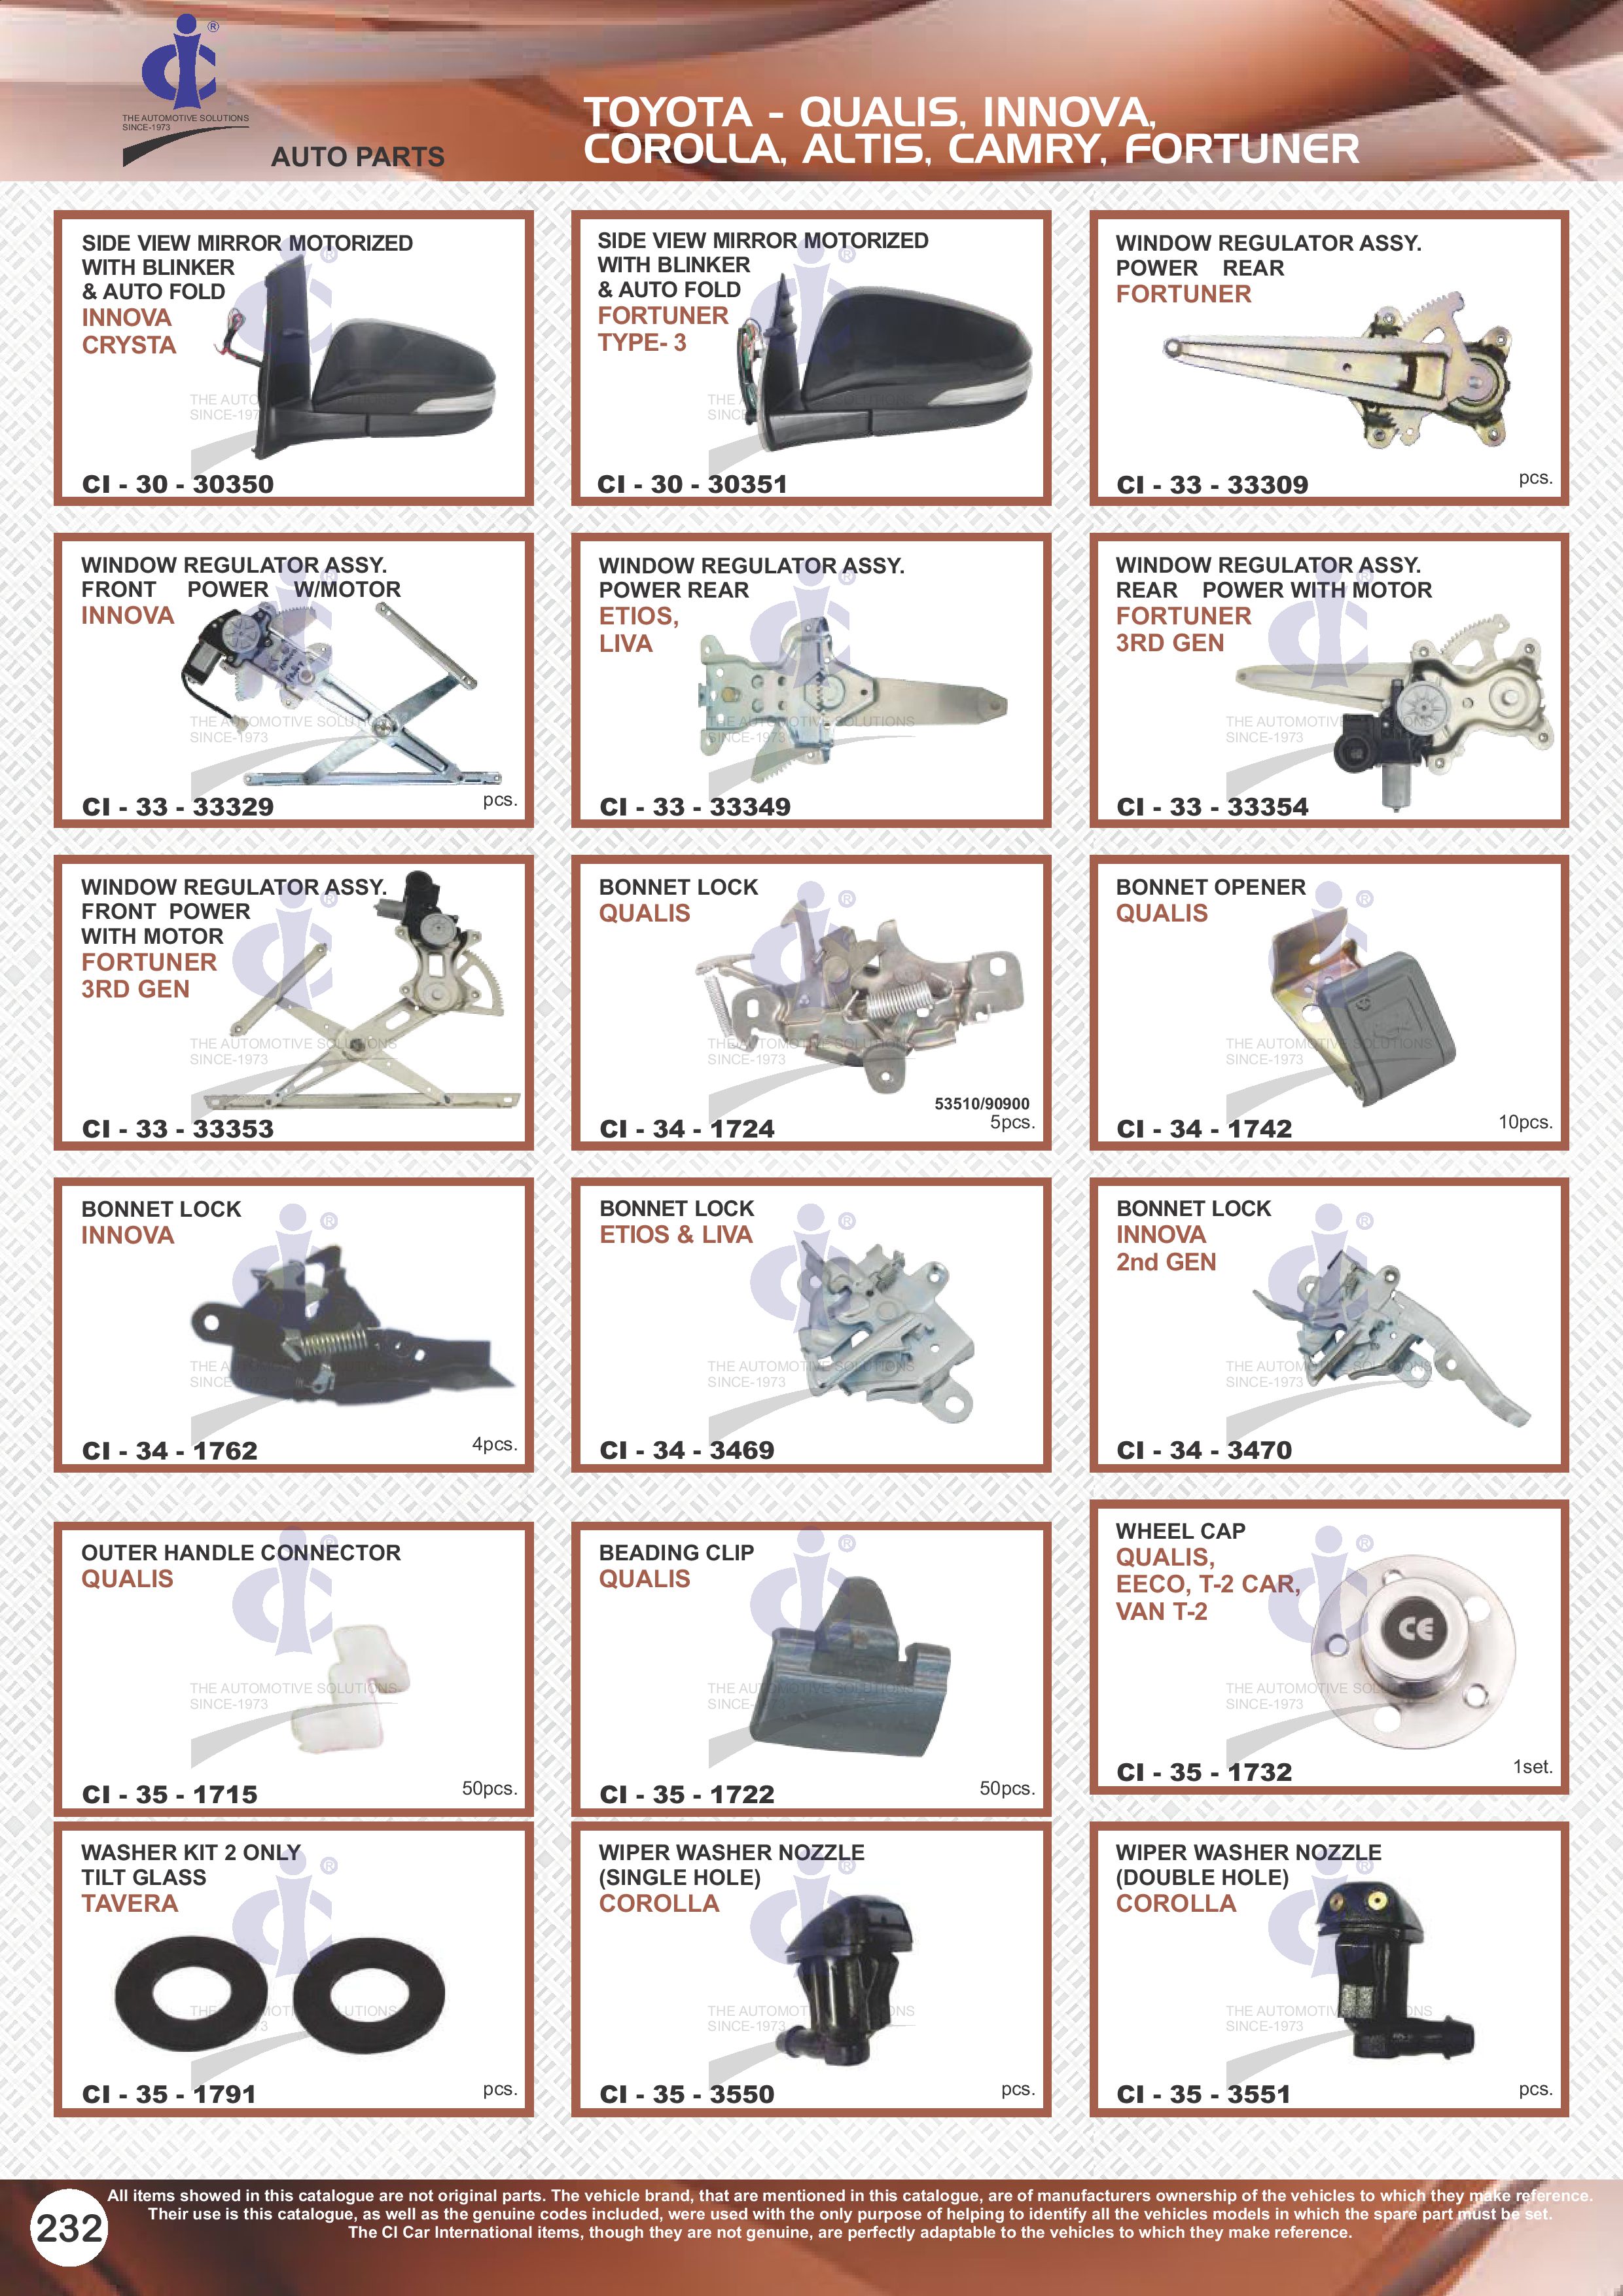 ®
THE AUTOMOTIVE SOLUTIONS
SINCE-1973
AUTO PARTS
TOYOTA - QUALIS, INNOVA,
COROLLA, ALTIS, CAMRY, FORTUNER
SIDE VIEW MIRROR MOTORIZED
WITH BLINKER
& AUTO FOLD
INNOVA
CRYSTA
CI - 30 - 30350
SIDE VIEW MIRROR MOTORIZED
WITH BLINKER
& AUTO FOLD
FORTUNER
TYPE- 3
CI - 30 - 30351
WINDOW REGULATOR ASSY.
POWER REAR
FORTUNER
CI - 33 - 33309
pcs.
WINDOW REGULATOR ASSY.
FRONT POWER W/MOTOR
INNOVA
CI - 33 - 33329
pcs.
WINDOW REGULATOR ASSY.
POWER REAR
ETIOS,
LIVA
CI - 33 - 33349
WINDOW REGULATOR ASSY.
REAR POWER WITH MOTOR
FORTUNER
3RD GEN
CI - 33 - 33354
WINDOW REGULATOR ASSY.
FRONT POWER
WITH MOTOR
FORTUNER
3RD GEN
CI - 33 - 33353
BONNET LOCK
QUALIS
53510/90900
CI - 34 - 1724
5pcs.
BONNET OPENER
QUALIS
CI - 34 - 1742
10pcs.
BONNET LOCK
INNOVA
CI - 34 - 1762
4pcs.
BONNET LOCK
ETIOS & LIVA
CI - 34 - 3469
BONNET LOCK
INNOVA
2nd GEN
CI - 34 - 3470
OUTER HANDLE CONNECTOR
QUALIS
CI - 35 - 1715
50pcs.
BEADING CLIP
QUALIS
CI - 35 - 1722
50pcs.
WHEEL CAP
QUALIS,
EECO, T-2 CAR,
VAN T-2
CE
CI - 35 - 1732
1set.
WASHER KIT 2 ONLY
TILT GLASS
TAVERA
CI - 35 - 1791
pcs.
WIPER WASHER NOZZLE
(SINGLE HOLE)
COROLLA
CI - 35 - 3550
pcs.
WIPER WASHER NOZZLE
(DOUBLE HOLE)
COROLLA
CI - 35 - 3551
pcs.
232
All items showed in this catalogue are not original parts. The vehicle brand, that are mentioned in this catalogue, are of manufacturers ownership of the vehicles to which they make reference.
Their use is this catalogue, as well as the genuine codes included, were used with the only purpose of helping to identify all the vehicles models in which the spare part must be set.
The CI Car International items, though they are not genuine, are perfectly adaptable to the vehicles to which they make reference.